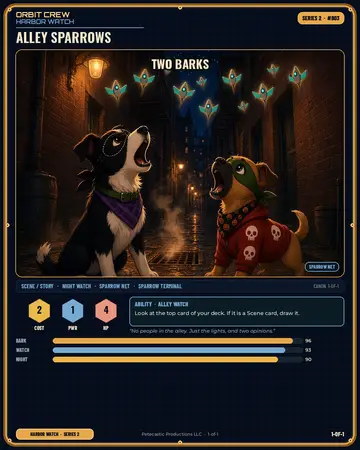 ORBIT CREW
HARBOR WATCH
SERIES 2 · #803
ALLEY SPARROWS
TWO BARKS
SPARROW NET
SCENE / STORY · NIGHT WATCH · SPARROW NET · SPARROW TERMINAL
CANON 1-OF-1
2
COST
1
PWR
4
HP
ABILITY · ALLEY WATCH
Look at the top card of your deck. If it is a Scene card, draw it.
"No people in the alley. Just the lights, and two opinions."
BARK 96
WATCH 93
NIGHT 90
HARBOR WATCH · SERIES 2
Petecastic Productions LLC · 1-of-1
1-OF-1